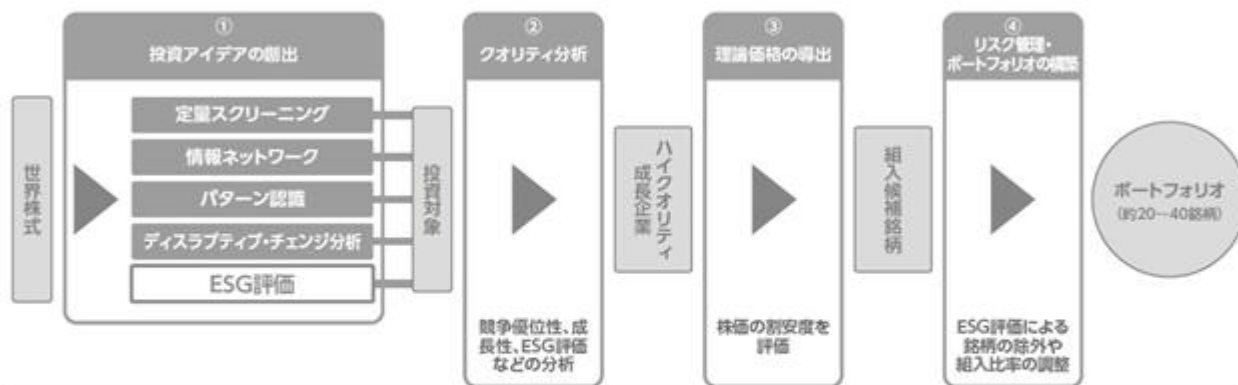 世界株式
①
投資アイデアの創出
定量スクリーニング
情報ネットワーク
パターン認識
ディスラプティブ・チェンジ分析
ESG評価
投資対象
②
クオリティ分析
競争優位性、成
長性、ESG評価
などの分析
ハイクオリティ
成長企業
③
理論価格の導出
株価の割安度を
評価
組入候補銘柄
④
リスク管理・
ポートフォリオの構築
ESG評価による
銘柄の除外や
組入比率の調整
ポートフォリオ
(約20−40銘柄)